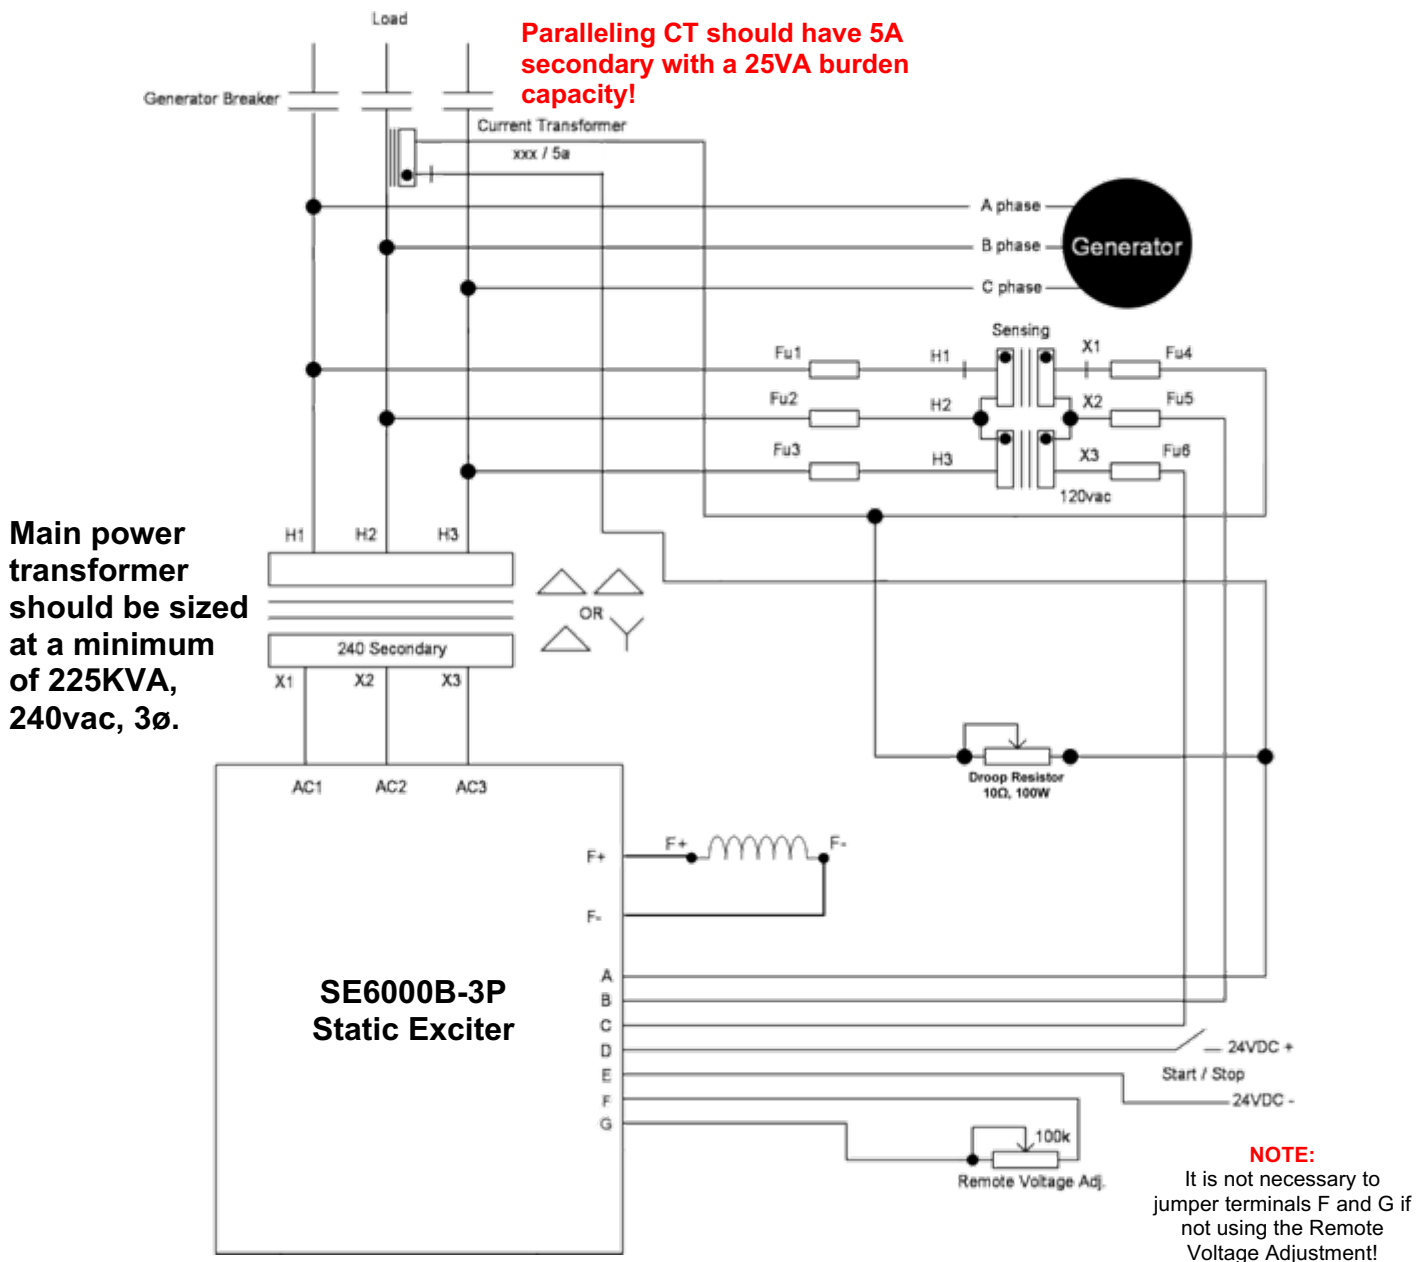 Load
Paralleling CT should have 5A
secondary with a 25VA burden
capacity!
Generator Breaker
Current Transformer
xxx / 5a
A phase
B phase
C phase
Generator
Sensing
Fu1
H1
X1
Fu4
Fu2
H2
X2
Fu5
Fu3
H3
X3
Fu6
120vac
Main power
transformer
should be sized
at a minimum
of 225KVA,
240vac, 3ø.
H1
H2
H3
OR
240 Secondary
X1
X2
X3
AC1
AC2
AC3
Droop Resistor
10Ω, 100W
F+
F+
F-
F-
SE6000B-3P
Static Exciter
A
B
C
D
E
F
G
24VDC +
Start / Stop
24VDC -
100k
Remote Voltage Adj.
NOTE:
It is not necessary to
jumper terminals F and G if
not using the Remote
Voltage Adjustment!